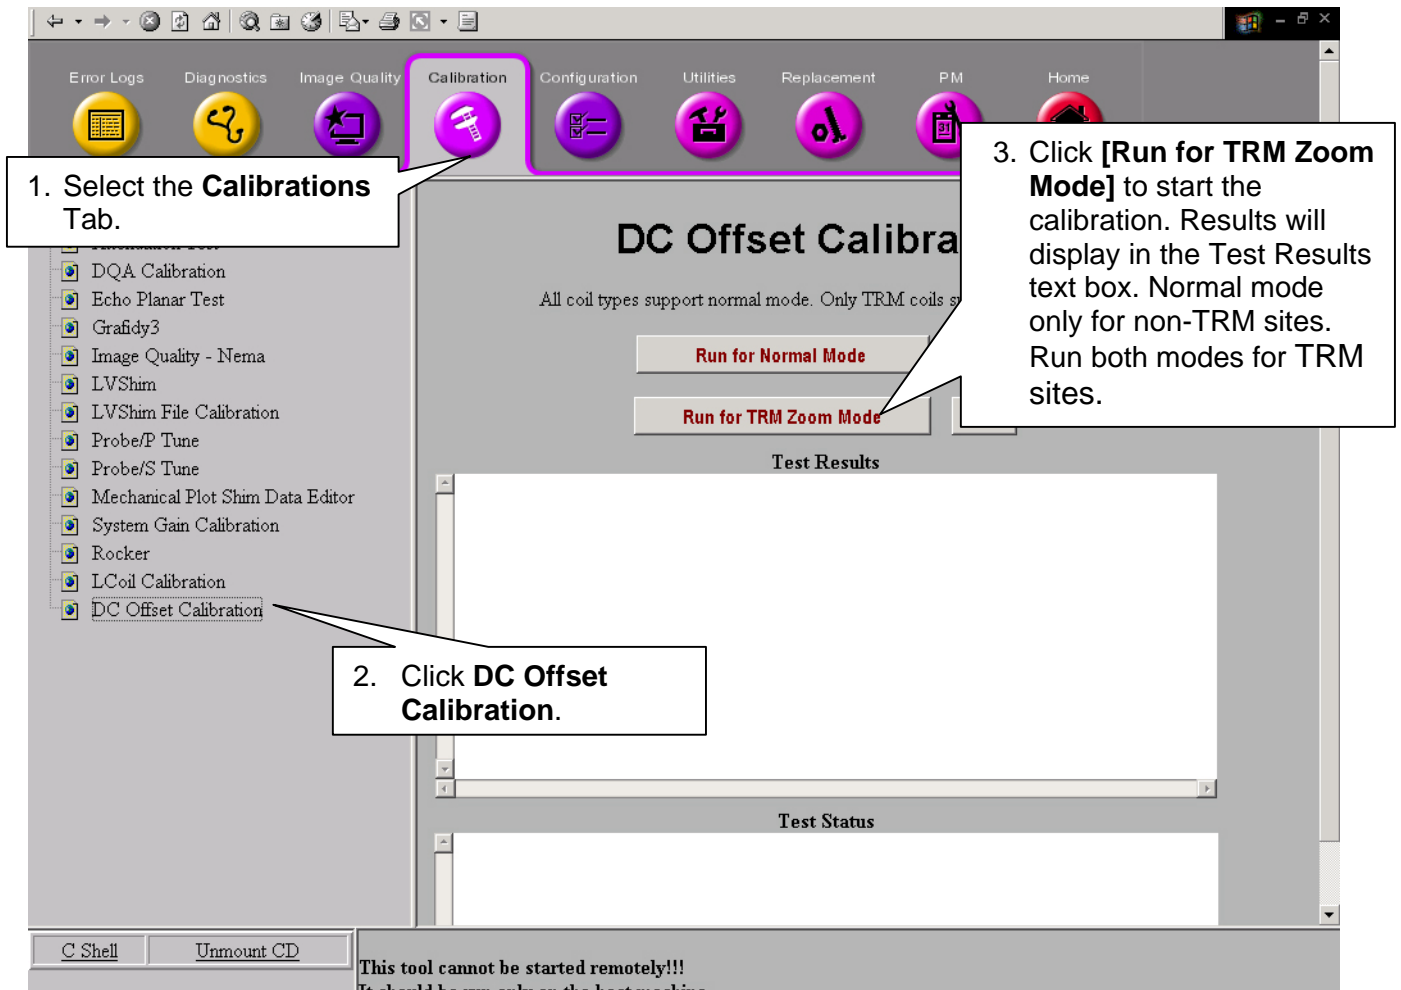 Error Logs Diagnostics Image Quality Calibration Configuration Utilities Replacement PM Home
31
1. Select the Calibrations
Tab.
3. Click [Run for TRM Zoom
Mode] to start the
calibration. Results will
display in the Test Results
text box. Normal mode
only for non-TRM sites.
Run both modes for TRM
sites.
DQA Calibration
Echo Planar Test
Grafidy3
Image Quality - Nema
LVShim
LVShim File Calibration
Probe/P Tune
Probe/S Tune
Mechanical Plot Shim Data Editor
System Gain Calibration
Rocker
LCoil Calibration
DC Offset Calibration
2. Click DC Offset
Calibration.
DC Offset Calibra
All coil types support normal mode. Only TRM coils
Run for Normal Mode
Run for TRM Zoom Mode
Test Results
Test Status
C Shell Unmount CD
This tool cannot be started remotely!!!